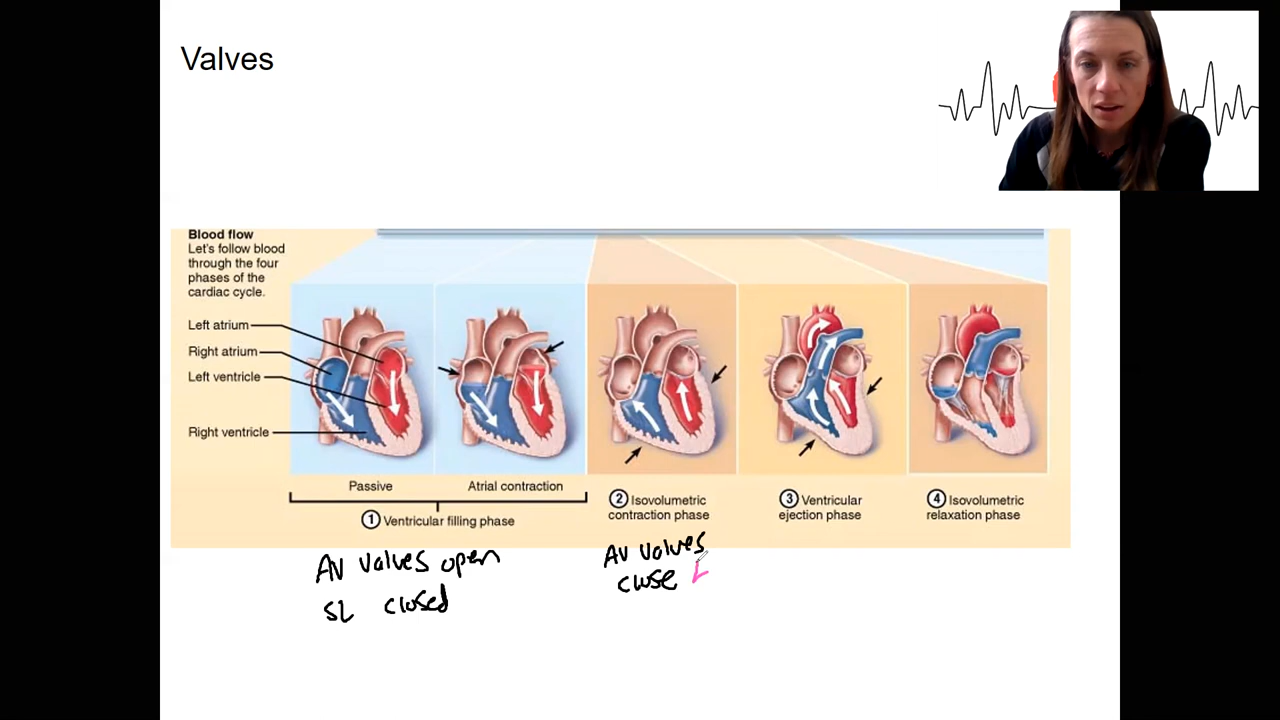 Valves
Blood flow
Let's follow blood
through the four
phases of the
cardiac cycle.
Left atrium
Right atrium
Left ventricle
Right ventricle
Passive
Atrial contraction
1 Ventricular filling phase
2 Isovolumetric
contraction phase
3 Ventricular
ejection phase
4 Isovolumetric
relaxation phase
AV valves open
SL closed
AV valves
close